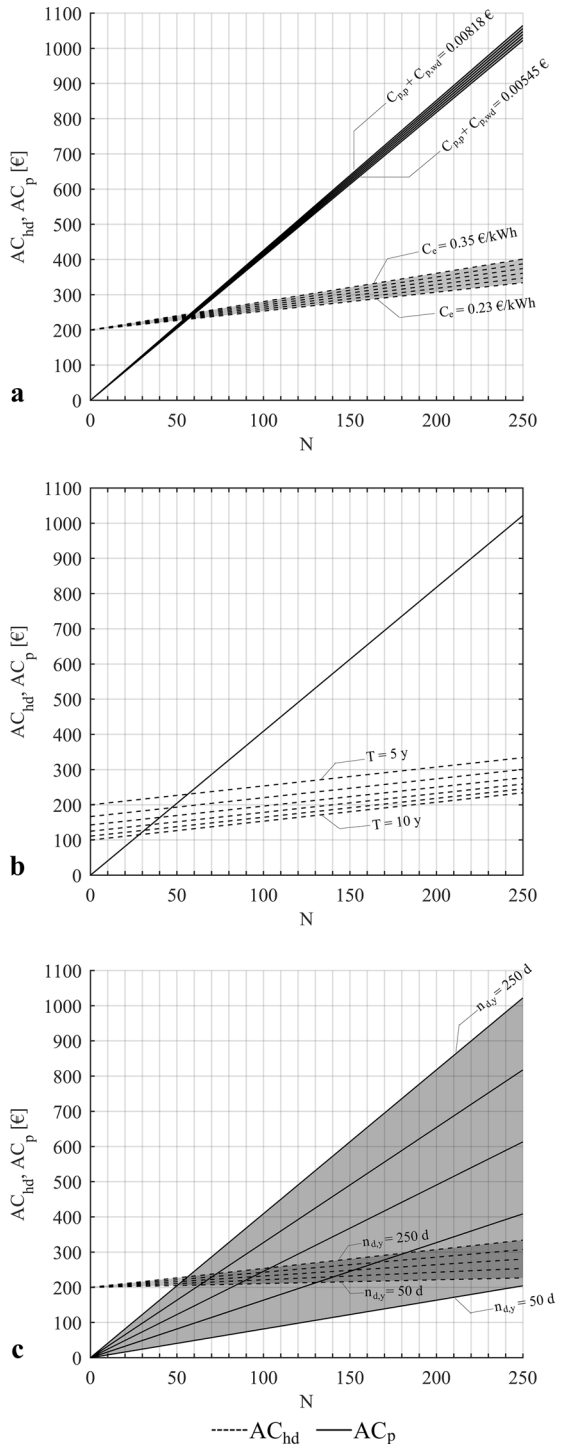 1100
1000
900
800
700
600
500
400
300
200
100
0
AC_hd, AC_p [€]
C_p,p + C_p,wd = 0.00818 €
C_p,p + C_p,wd = 0.00545 €
C_e = 0.35 €/kWh
C_e = 0.23 €/kWh
a
0 50 100 150 200 250
N
1100
1000
900
800
700
600
500
400
300
200
100
0
AC_hd, AC_p [€]
T = 5 y
T = 10 y
b
0 50 100 150 200 250
N
1100
1000
900
800
700
600
500
400
300
200
100
0
AC_hd, AC_p [€]
n_d,y = 250 d
n_d,y = 250 d
n_d,y = 50 d
n_d,y = 50 d
c
0 50 100 150 200 250
N
AC_hd AC_p